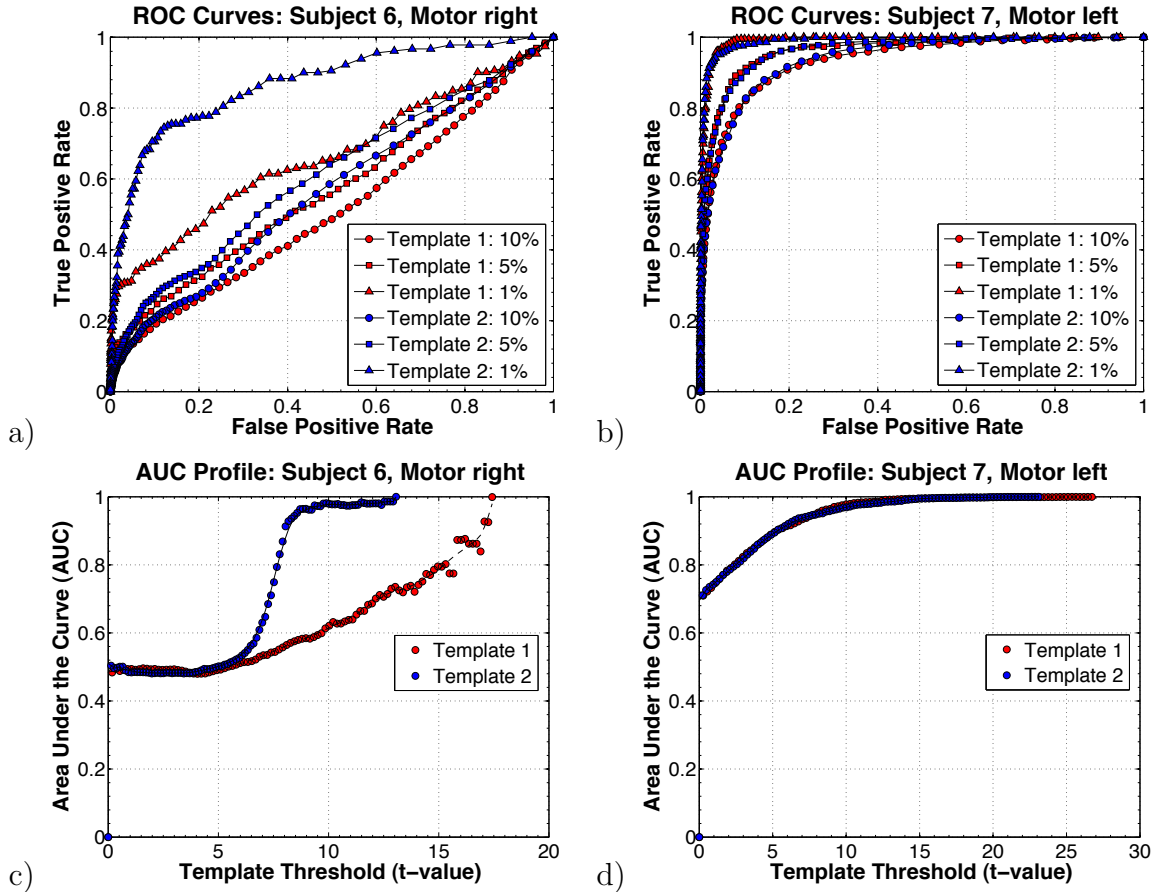 ROC Curves: Subject 6, Motor right
True Postive Rate
1
0.8
0.6
0.4
0.2
0
0 0.2 0.4 0.6 0.8 1
False Positive Rate
Template 1: 10%
Template 1: 5%
Template 1: 1%
Template 2: 10%
Template 2: 5%
Template 2: 1%
a)
ROC Curves: Subject 7, Motor left
True Postive Rate
1
0.8
0.6
0.4
0.2
0
0 0.2 0.4 0.6 0.8 1
False Positive Rate
Template 1: 10%
Template 1: 5%
Template 1: 1%
Template 2: 10%
Template 2: 5%
Template 2: 1%
b)
AUC Profile: Subject 6, Motor right
Area Under the Curve (AUC)
1
0.8
0.6
0.4
0.2
0
0 5 10 15 20
Template Threshold (t−value)
Template 1
Template 2
c)
AUC Profile: Subject 7, Motor left
Area Under the Curve (AUC)
1
0.8
0.6
0.4
0.2
0
0 5 10 15 20 25 30
Template Threshold (t−value)
Template 1
Template 2
d)